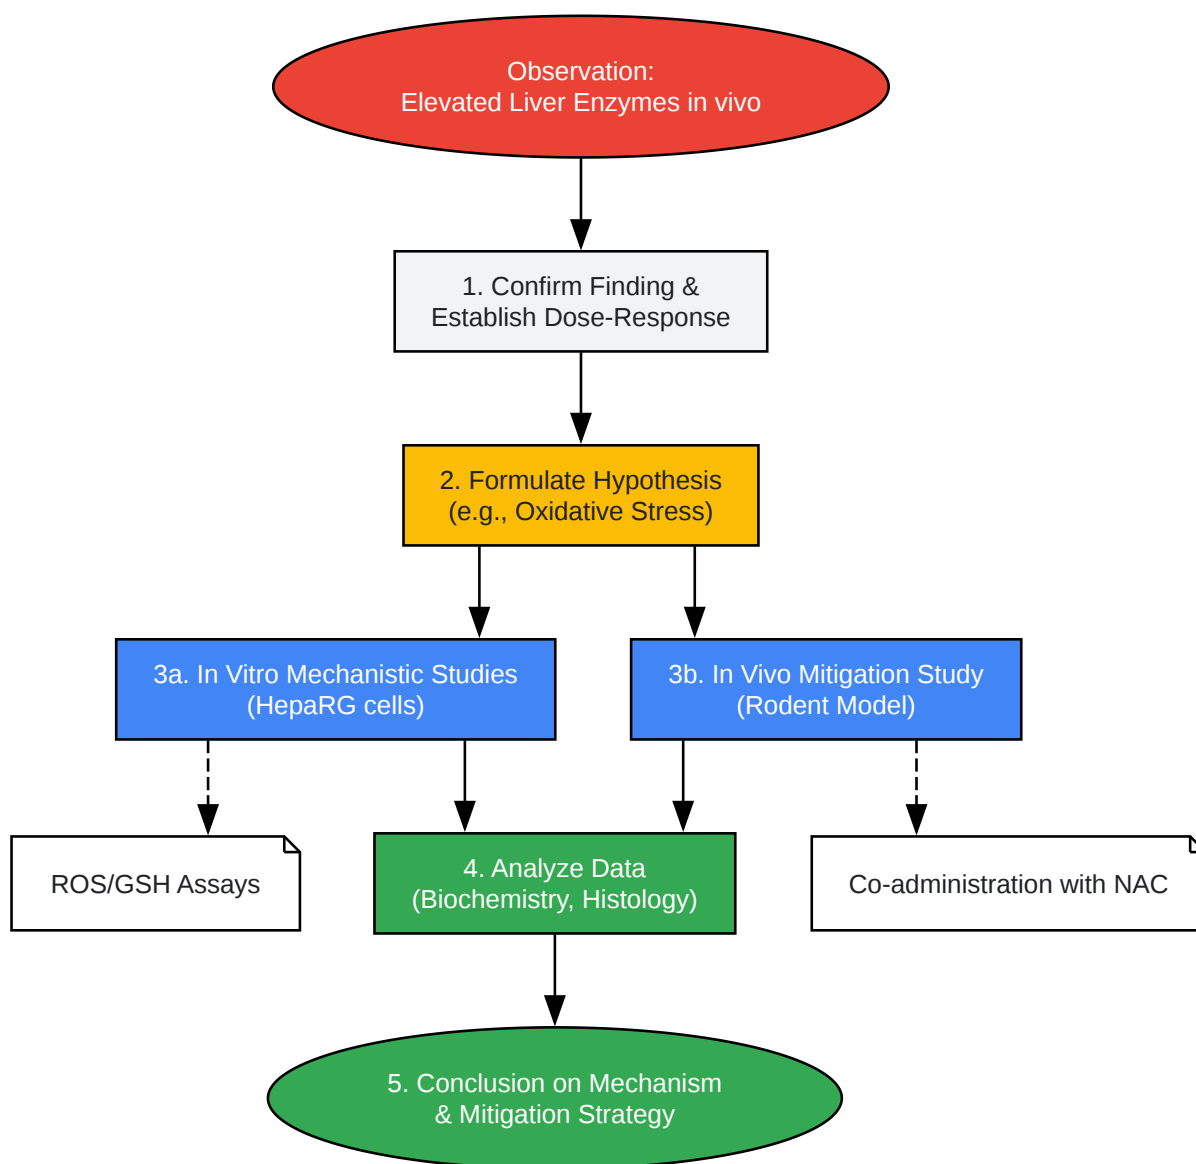 Observation:
Elevated Liver Enzymes in vivo
1. Confirm Finding &
Establish Dose-Response
2. Formulate Hypothesis
(e.g., Oxidative Stress)
3a. In Vitro Mechanistic Studies
(HepaRG cells)
3b. In Vivo Mitigation Study
(Rodent Model)
ROS/GSH Assays
4. Analyze Data
(Biochemistry, Histology)
Co-administration with NAC
5. Conclusion on Mechanism
& Mitigation Strategy